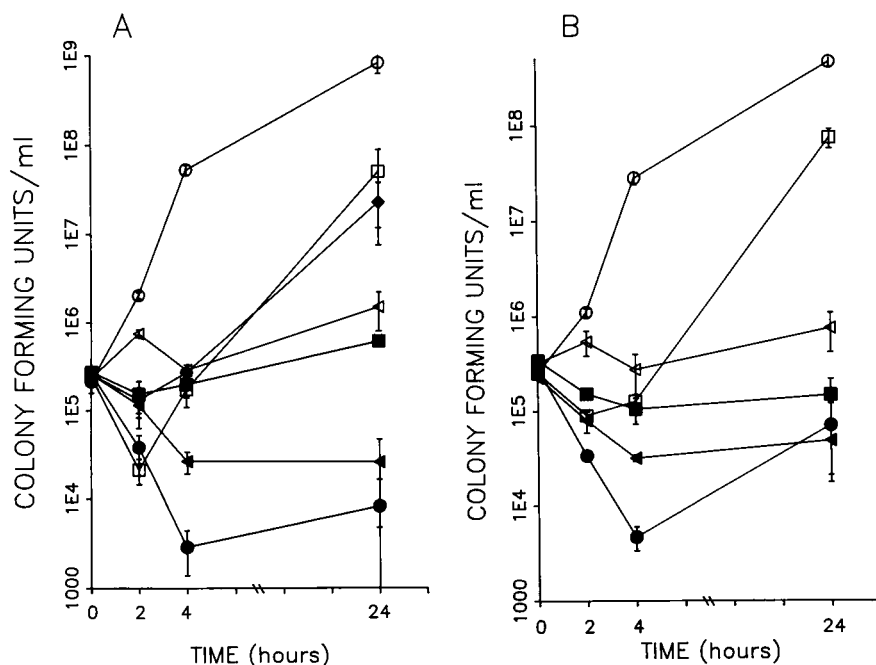 A
COLONY FORMING UNITS/ml
1E9
1E8
1E7
1E6
1E5
1E4
1000
0 2 4 24
TIME (hours)
B
COLONY FORMING UNITS/ml
1E8
1E7
1E6
1E5
1E4
1000
0 2 4 24
TIME (hours)